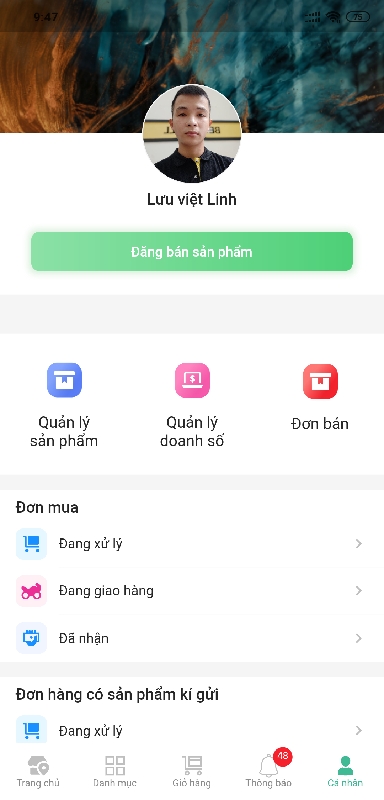 9:47
75
Lưu việt Linh
Đăng bán sản phẩm
Quản lý
sản phẩm
Quản lý
doanh số
Đơn bán
Đơn mua
Đang xử lý
Đang giao hàng
Đã nhận
Đơn hàng có sản phẩm kí gửi
Đang xử lý
48
Trang chủ
Danh mục
Giỏ hàng
Thông báo
Cá nhân